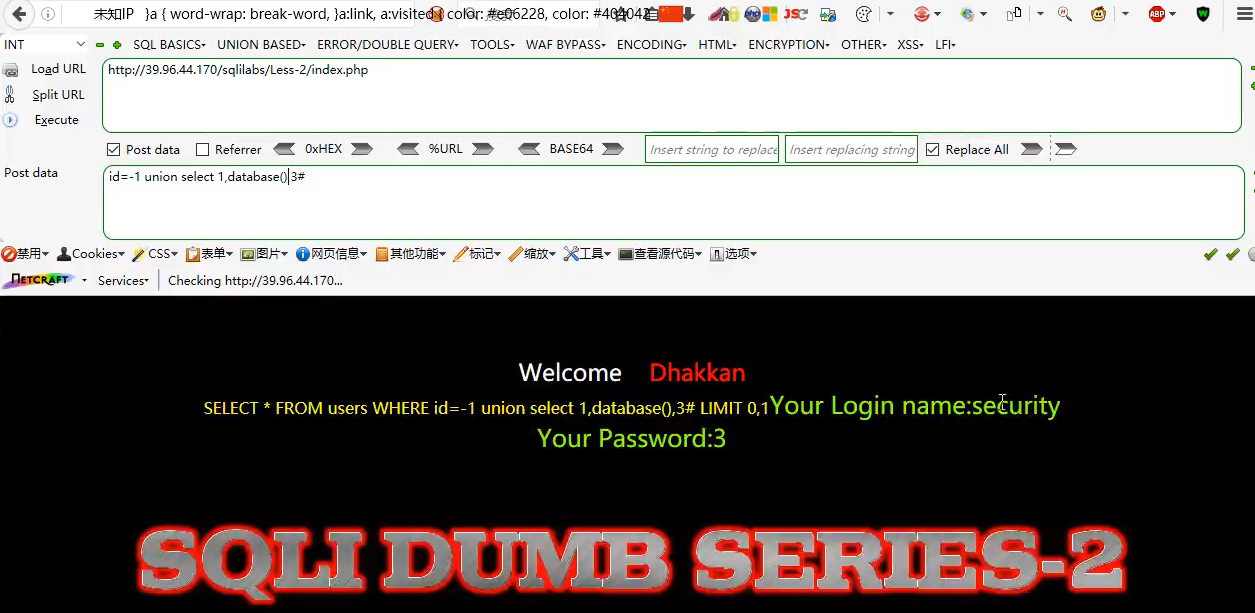 未知IP }a { word-wrap: break-word, }a:link, a:visited { color: #e06228, color: #404042
INT SQL BASICS UNION BASED ERROR/DOUBLE QUERY TOOLS WAF BYPASS ENCODING HTML ENCRYPTION OTHER XSS LFI
Load URL http://39.96.44.170/sqlilabs/Less-2/index.php
Split URL
Execute
Post data Referrer 0xHEX %URL BASE64 Insert string to replace Insert replacing string Replace All
Post data id=-1 union select 1,database(),3#
禁用 Cookies CSS 表单 图片 网页信息 其他功能 标记 缩放 工具 查看源代码 选项
NETCRAFT Services Checking http://39.96.44.170...
Welcome Dhakkan
SELECT * FROM users WHERE id=-1 union select 1,database(),3# LIMIT 0,1Your Login name:security
Your Password:3
SQLI DUMB SERIES-2